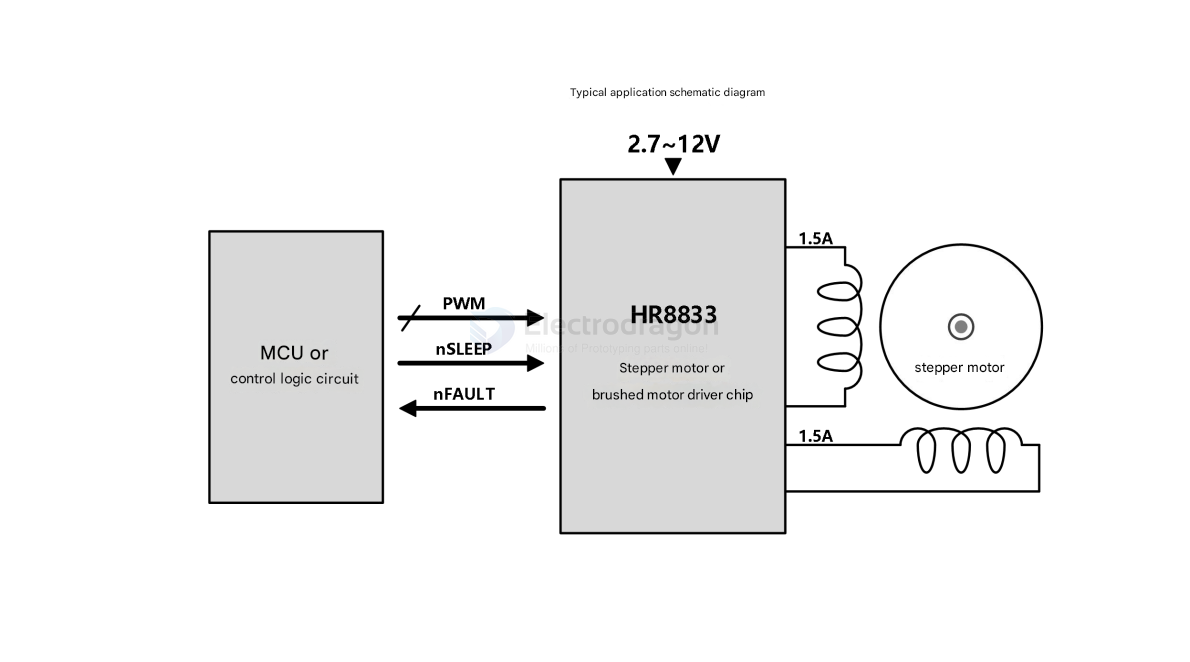 Typical application schematic diagram
2.7~12V
1.5A
PWM
HR8833
Electrodragon
nSLEEP
Millions of Prototyping parts online!
MCU or
control logic circuit
Stepper motor or
brushed motor driver chip
stepper motor
nFAULT
1.5A